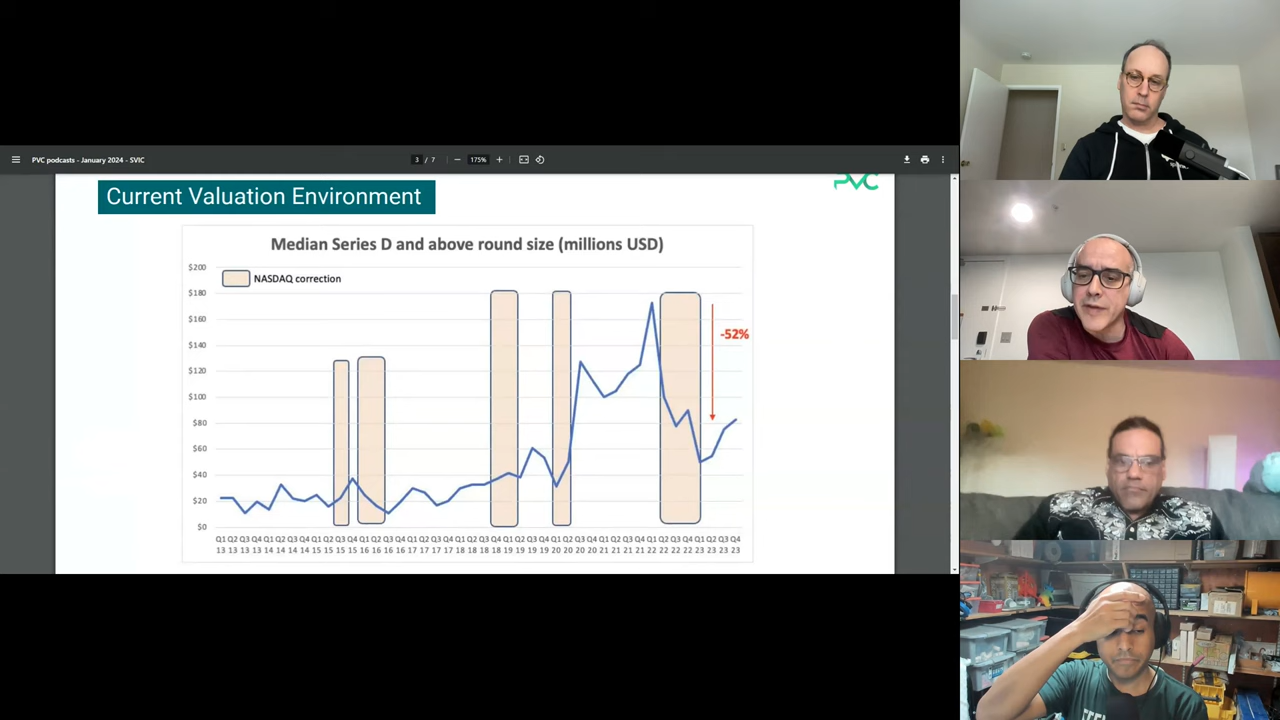 PVC podcasts - January 2024 - SVIC
3 / 7
175%
Current Valuation Environment
PVC
Median Series D and above round size (millions USD)
NASDAQ correction
$200
$180
$160
$140
$120
$100
$80
$60
$40
$20
$0
-52%
Q1 Q2 Q3 Q4 Q1 Q2 Q3 Q4 Q1 Q2 Q3 Q4 Q1 Q2 Q3 Q4 Q1 Q2 Q3 Q4 Q1 Q2 Q3 Q4 Q1 Q2 Q3 Q4 Q1 Q2 Q3 Q4 Q1 Q2 Q3 Q4 Q1 Q2 Q3 Q4 Q1 Q2 Q3 Q4
13 13 13 13 14 14 14 14 15 15 15 15 16 16 16 16 17 17 17 17 18 18 18 18 19 19 19 19 20 20 20 20 21 21 21 21 22 22 22 22 23 23 23 23